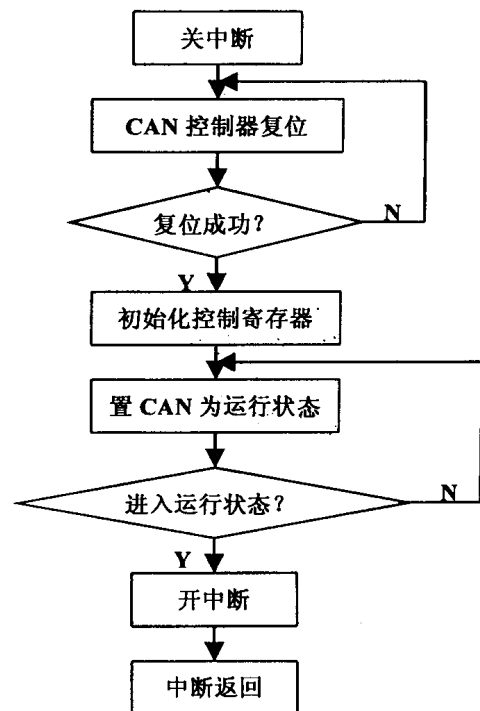 关中断
CAN 控制器复位
复位成功?
N
Y
初始化控制寄存器
置 CAN 为运行状态
进入运行状态?
N
Y
开中断
中断返回